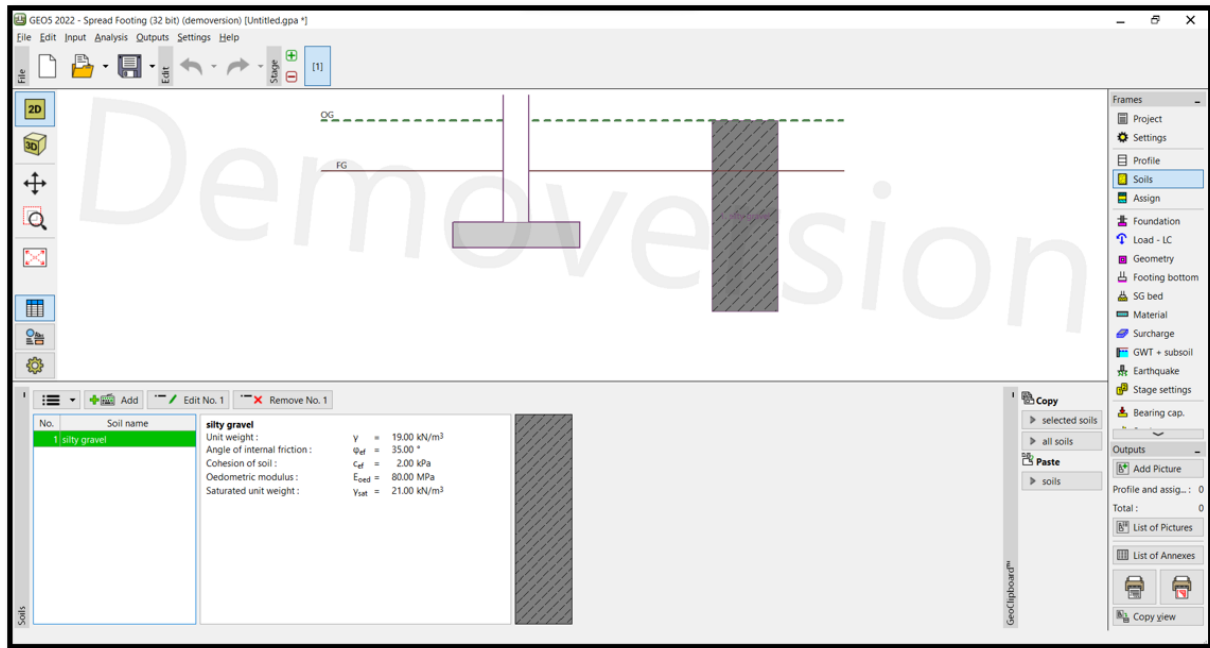 GEO5 2022 - Spread Footing (32 bit) (demoversion) [Untitled.gpa *]
File Edit Input Analysis Outputs Settings Help
File
Edit
Stage
[1]
2D
3D
Demoversion
OG
FG
Frames
Project
Settings
Profile
Soils
Assign
Foundation
Load - LC
Geometry
Footing bottom
SG bed
Material
Surcharge
GWT + subsoil
Earthquake
Stage settings
Bearing cap.
Outputs
Add Picture
Profile and assig... : 0
Total : 0
List of Pictures
List of Annexes
Copy view
Add Edit No. 1 Remove No. 1
No. Soil name
1 silty gravel
silty gravel
Unit weight : γ = 19.00 kN/m³
Angle of internal friction : φef = 35.00 °
Cohesion of soil : cef = 2.00 kPa
Oedometric modulus : Eoed = 80.00 MPa
Saturated unit weight : γsat = 21.00 kN/m³
Soils
GeoClipboard™
Copy
selected soils
all soils
Paste
soils